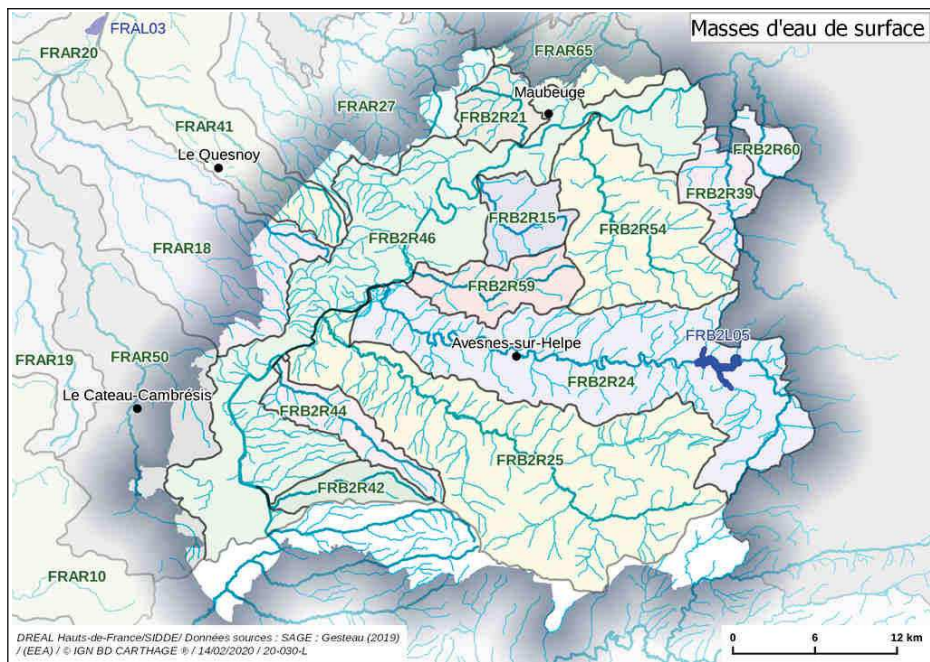 Masses d'eau de surface
FRAL03
FRAR20
FRAR65
Maubeuge
FRAR27
FRB2R21
FRAR41
FRB2R60
Le Quesnoy
FRB2R39
FRB2R15
FRB2R54
FRB2R46
FRAR18
FRB2R59
FRB2L05
Avesnes-sur-Helpe
FRAR19
FRAR50
FRB2R24
Le Cateau-Cambrésis
FRB2R44
FRB2R25
FRB2R42
FRAR10
DREAL Hauts-de-France/SIDDE/ Données sources : SAGE : Gesteau (2019)
/ (EEA) / © IGN BD CARTHAGE ® / 14/02/2020 / 20-030-L
0 6 12 km